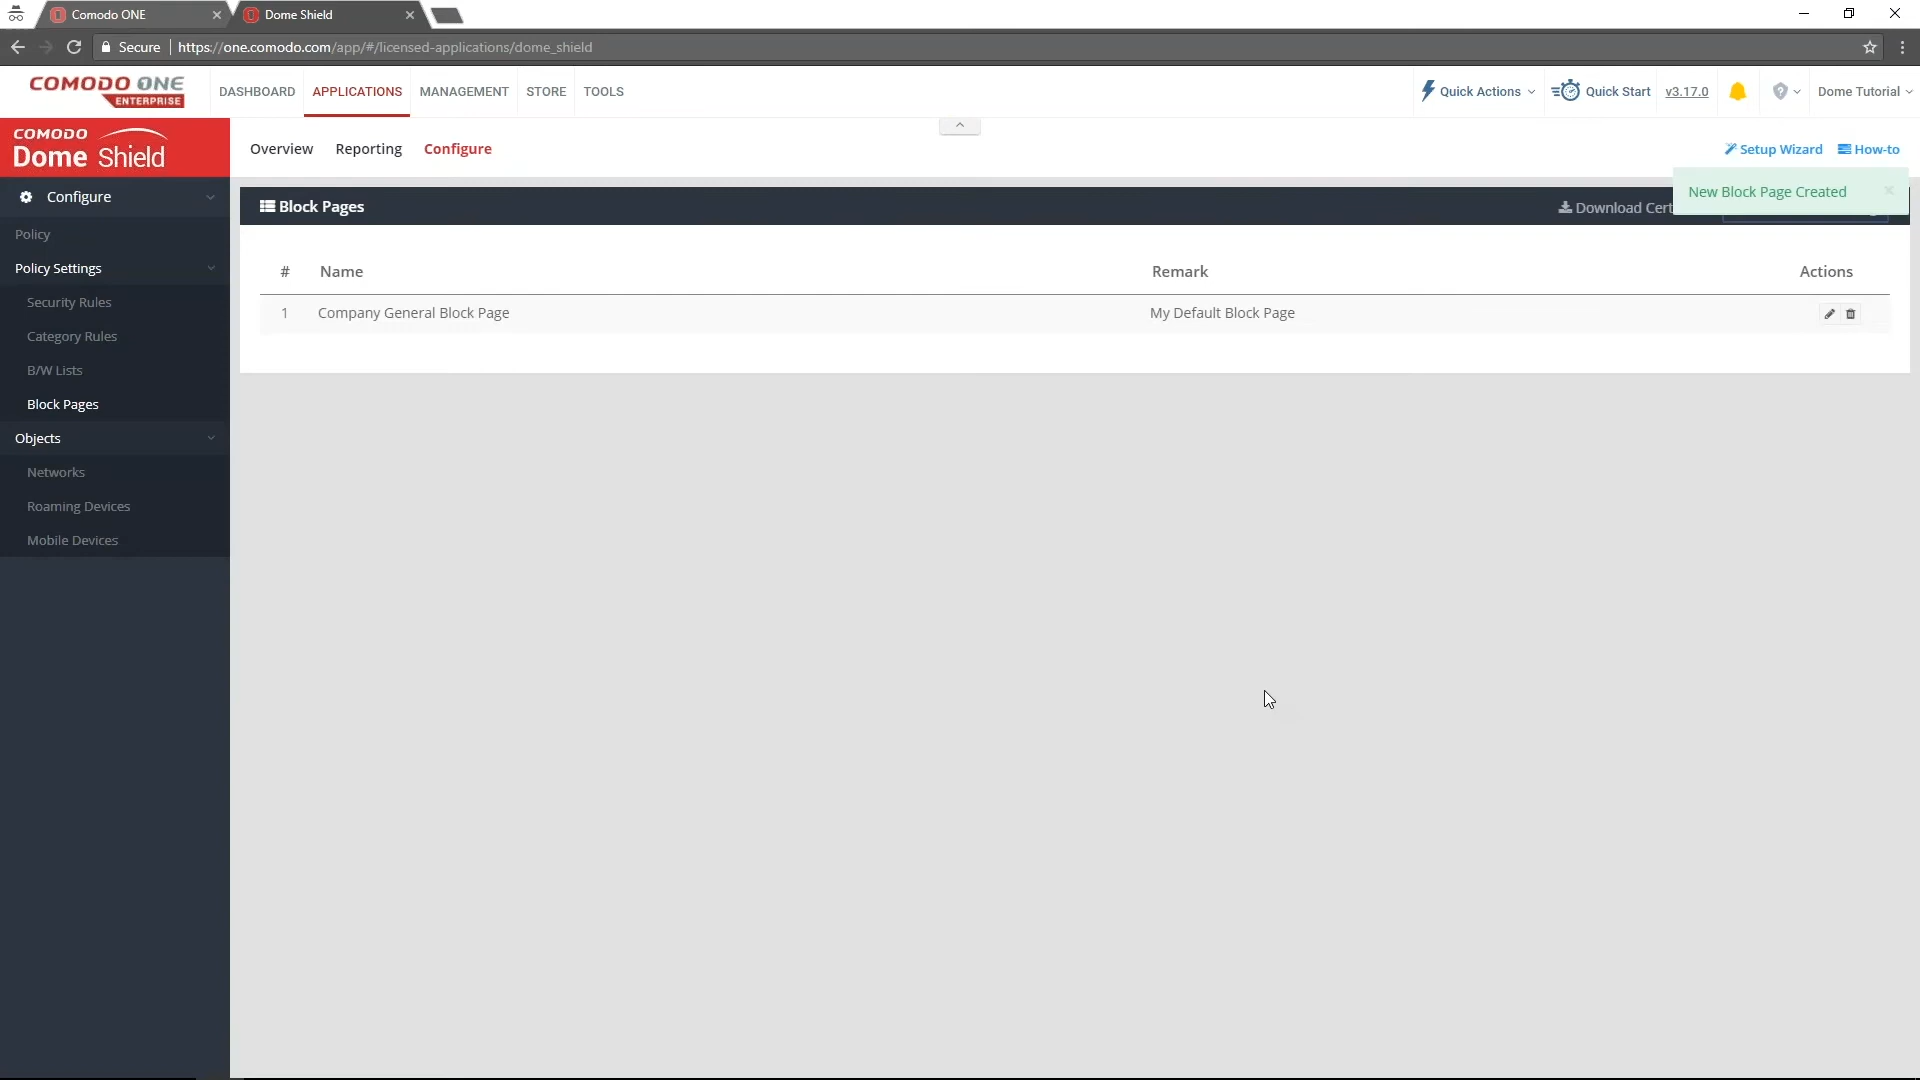 Comodo ONE
Dome Shield
Secure
https://one.comodo.com/app/#/licensed-applications/dome_shield
COMODO ONE
ENTERPRISE
DASHBOARD
APPLICATIONS
MANAGEMENT
STORE
TOOLS
Quick Actions
Quick Start
v3.17.0
Dome Tutorial
COMODO
Dome Shield
Overview
Reporting
Configure
Setup Wizard
How-to
New Block Page Created
Configure
Policy
Policy Settings
Security Rules
Category Rules
B/W Lists
Block Pages
Objects
Networks
Roaming Devices
Mobile Devices
Block Pages
Download Cert
# Name Remark Actions
1 Company General Block Page My Default Block Page